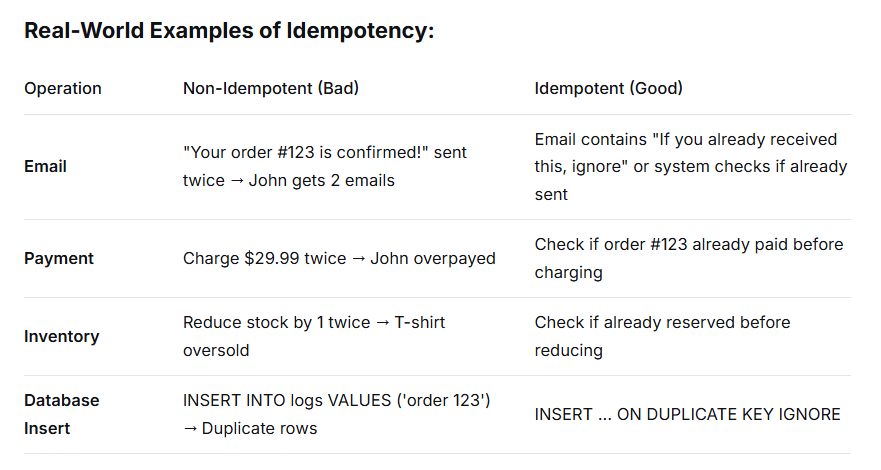 Real-World Examples of Idempotency:
Operation
Non-Idempotent (Bad)
Idempotent (Good)
Email
"Your order #123 is confirmed!" sent
twice → John gets 2 emails
Email contains "If you already received
this, ignore" or system checks if already
sent
Payment
Charge $29.99 twice → John overpayed
Check if order #123 already paid before
charging
Inventory
Reduce stock by 1 twice → T-shirt
oversold
Check if already reserved before
reducing
Database
Insert
INSERT INTO logs VALUES ('order 123')
→ Duplicate rows
INSERT ... ON DUPLICATE KEY IGNORE